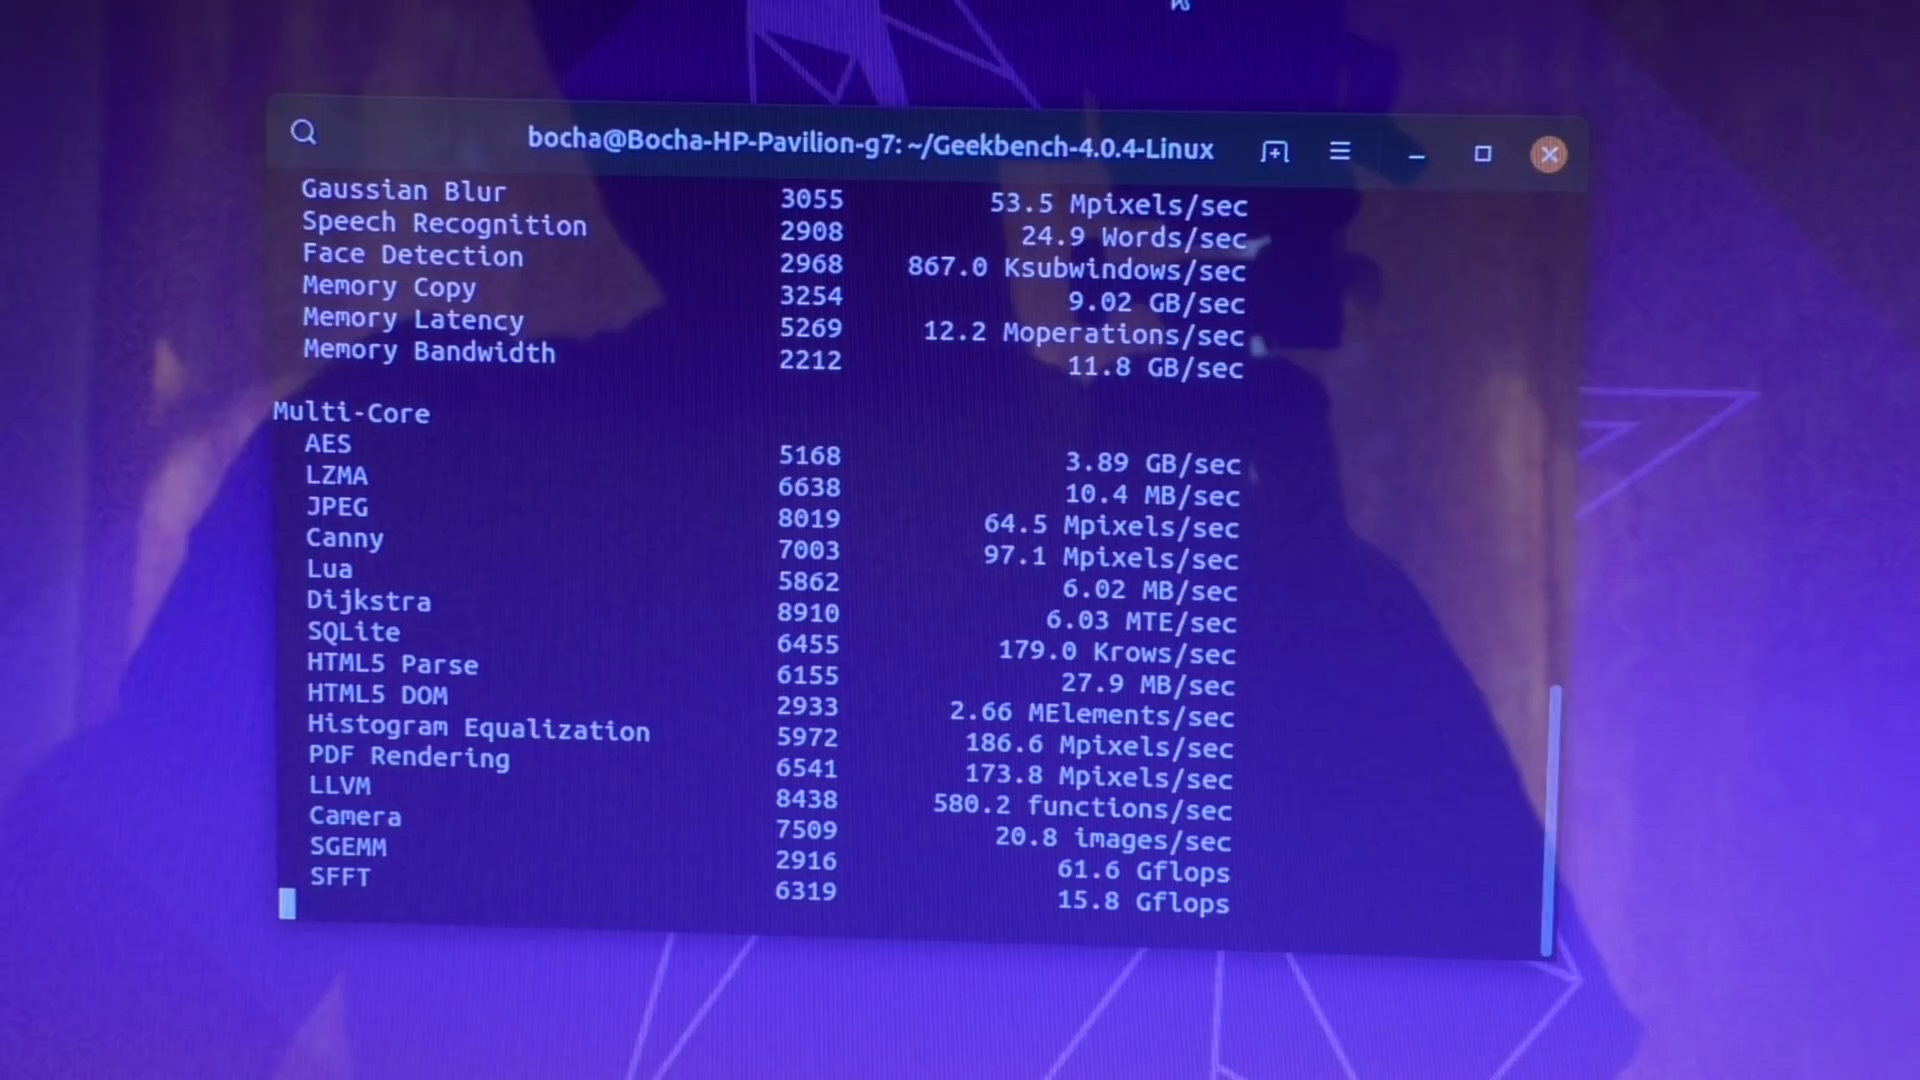 bocha@Bocha-HP-Pavilion-g7: ~/Geekbench-4.0.4-Linux
Gaussian Blur 3055 53.5 Mpixels/sec
Speech Recognition 2908 24.9 Words/sec
Face Detection 2968 867.0 Ksubwindows/sec
Memory Copy 3254 9.02 GB/sec
Memory Latency 5269 12.2 Moperations/sec
Memory Bandwidth 2212 11.8 GB/sec
Multi-Core
AES 5168 3.89 GB/sec
LZMA 6638 10.4 MB/sec
JPEG 8019 64.5 Mpixels/sec
Canny 7003 97.1 Mpixels/sec
Lua 5862 6.02 MB/sec
Dijkstra 8910 6.03 MTE/sec
SQLite 6455 179.0 Krows/sec
HTML5 Parse 6155 27.9 MB/sec
HTML5 DOM 2933 2.66 MElements/sec
Histogram Equalization 5972 186.6 Mpixels/sec
PDF Rendering 6541 173.8 Mpixels/sec
LLVM 8438 580.2 functions/sec
Camera 7509 20.8 images/sec
SGEMM 2916 61.6 Gflops
SFFT 6319 15.8 Gflops